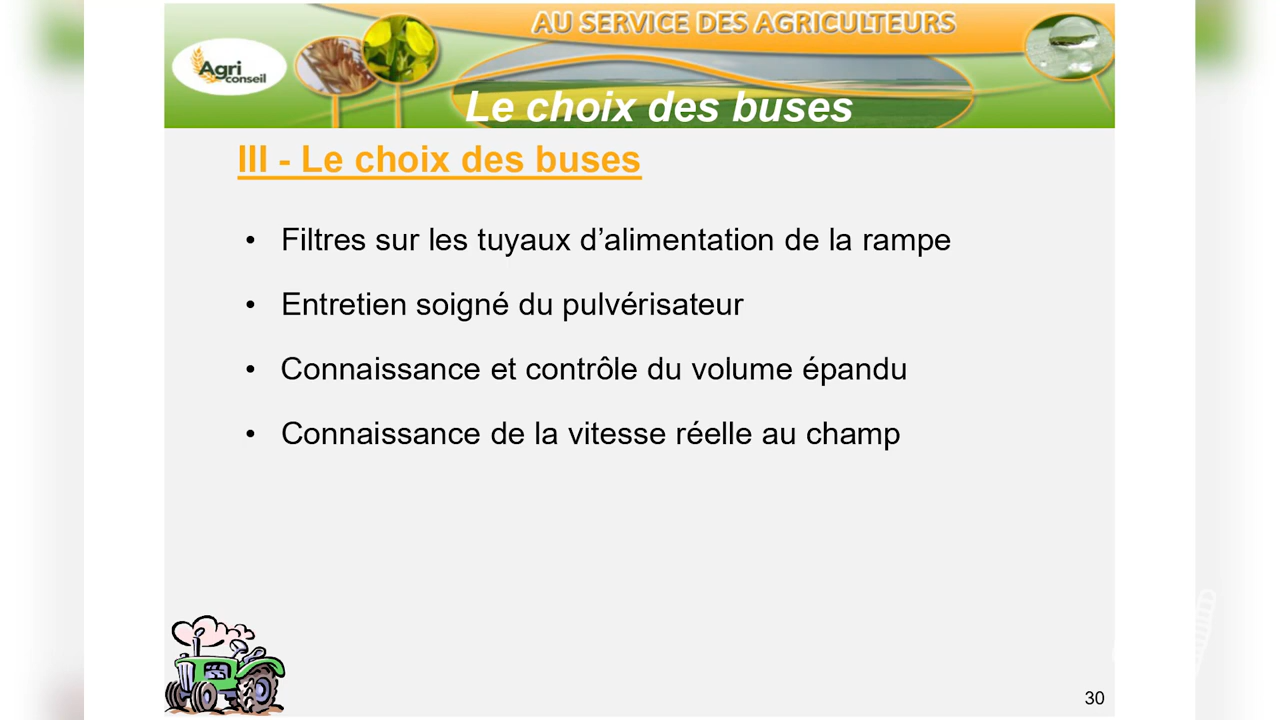 AU SERVICE DES AGRICULTEURS
Agri
conseil
Le choix des buses
III - Le choix des buses
• Filtres sur les tuyaux d’alimentation de la rampe
• Entretien soigné du pulvérisateur
• Connaissance et contrôle du volume épandu
• Connaissance de la vitesse réelle au champ
30